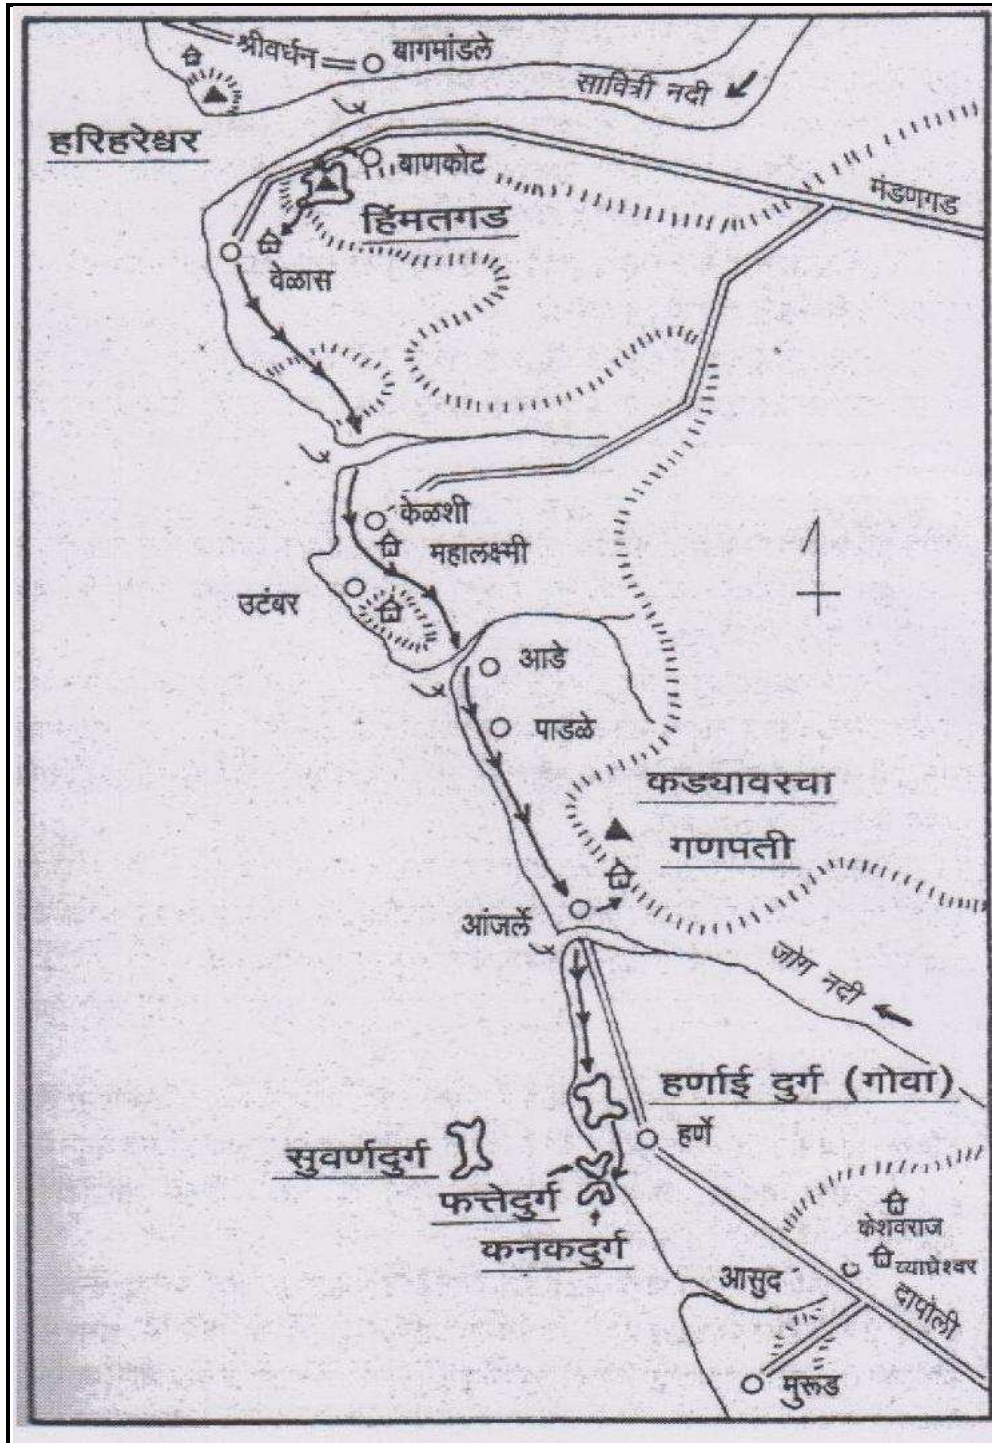 श्रीवर्धन
बागमांडले
सावित्री नदी
हरिहरेश्वर
बाणकोट
मंडणगड
हिंमतगड
वेळास
केळशी
महालक्ष्मी
उटंबर
आडे
पाडळे
कड्यावरचा
गणपती
आंजर्ले
जोग नदी
हर्णाई दुर्ग (गोवा)
हर्णे
सुवर्णदुर्ग
फत्तेदुर्ग
केशवराज
कनकदुर्ग
व्याघ्रेश्वर
आसुद
दापोली
मुरूड